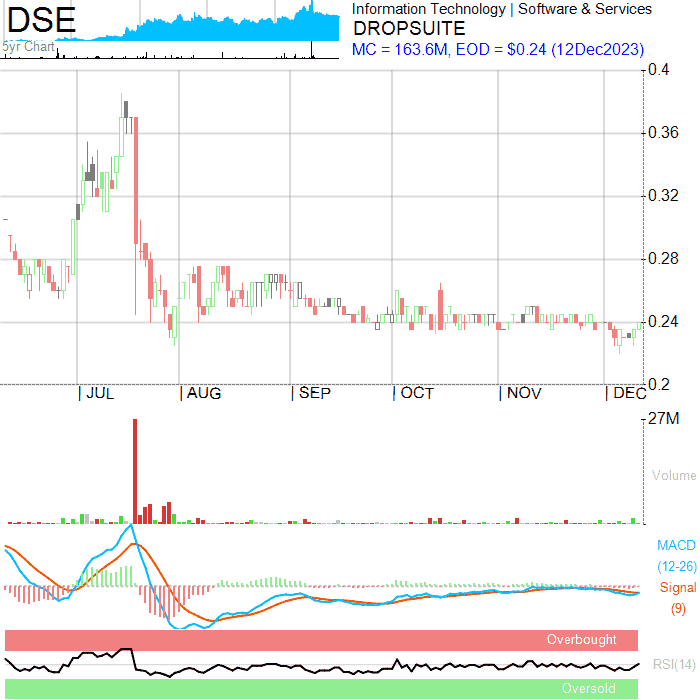 DSE
5yr Chart
Information Technology | Software & Services
DROPSUITE
MC = 163.6M, EOD = $0.24 (12Dec2023)
0.4
0.36
0.32
0.28
0.24
0.2
| JUL | AUG | SEP | OCT | NOV | DEC
27M
Volume
MACD
(12-26)
Signal
(9)
Overbought
RSI(14)
Oversold